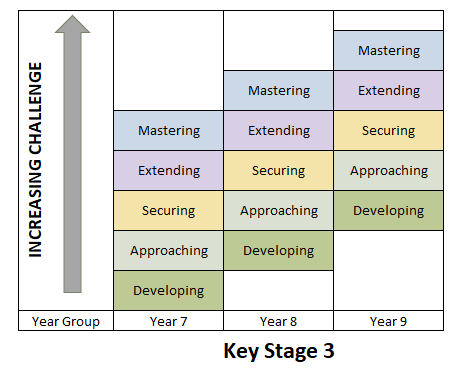 INCREASING CHALLENGE
Mastering
Mastering
Extending
Mastering
Extending
Securing
Extending
Securing
Approaching
Securing
Approaching
Developing
Approaching
Developing
Developing
Year Group
Year 7
Year 8
Year 9
Key Stage 3